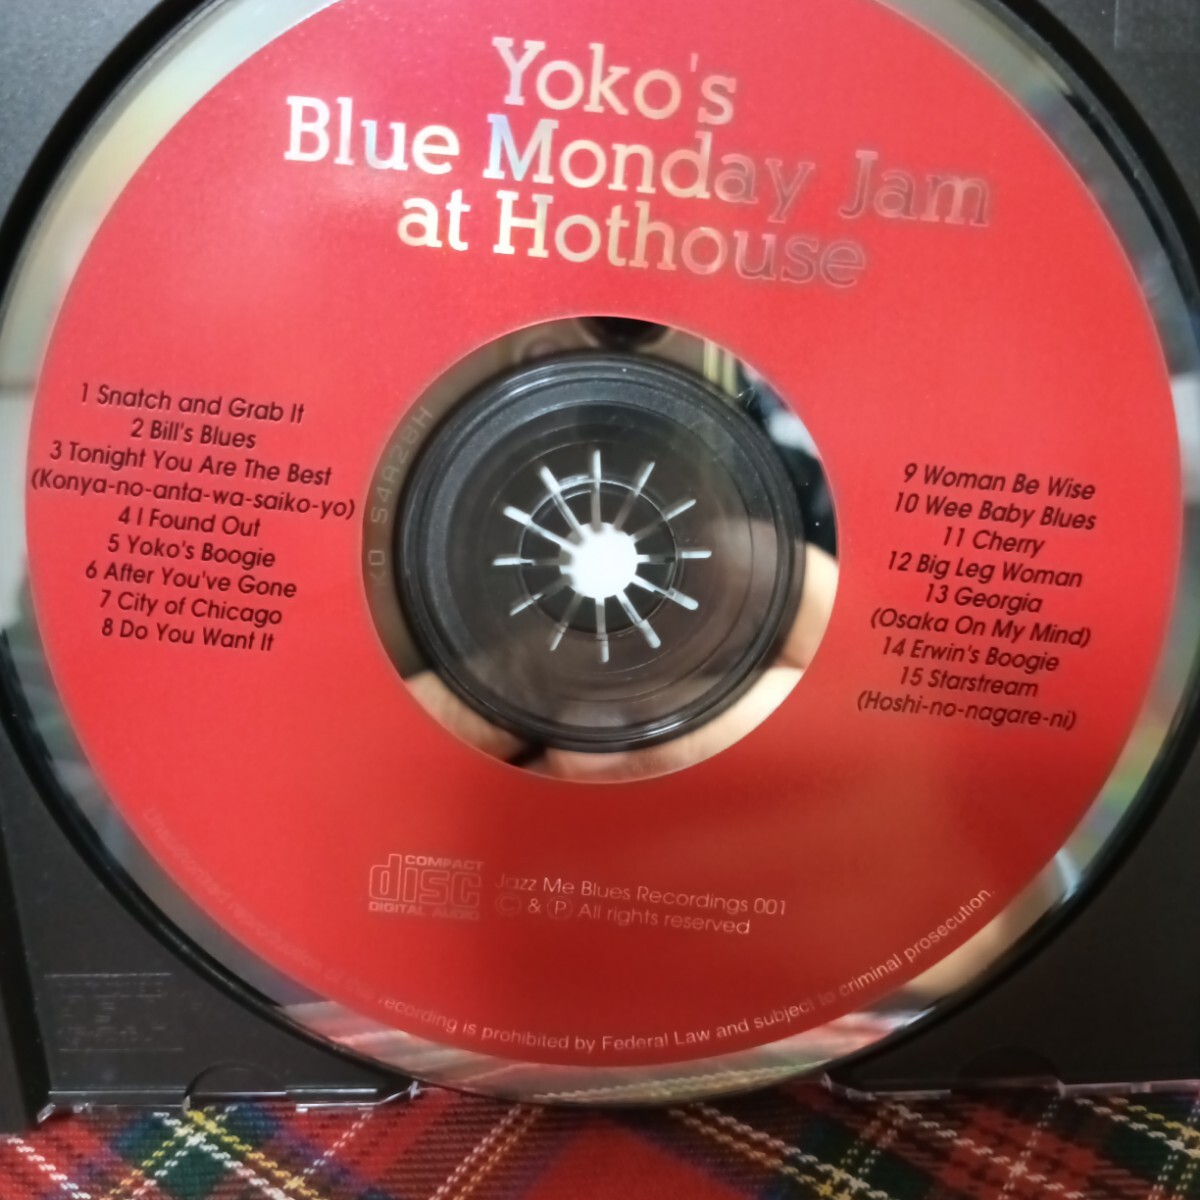 Yoko's
Blue Monday Jam
at Hothouse
1 Snatch and Grab It
2 Bill's Blues
3 Tonight You Are The Best
(Konya-no-anta-wa-saiko-yo)
4 I Found Out
5 Yoko's Boogie
6 After You've Gone
7 City of Chicago
8 Do You Want It
9 Woman Be Wise
10 Wee Baby Blues
11 Cherry
12 Big Leg Woman
13 Georgia
(Osaka On My Mind)
14 Erwin's Boogie
15 Starstream
(Hoshi-no-nagare-ni)
COMPACT
disc
DIGITAL AUDIO
Jazz Me Blues Recordings 001
© & ℗ All rights reserved
recording is prohibited by Federal Law and subject to criminal prosecution.